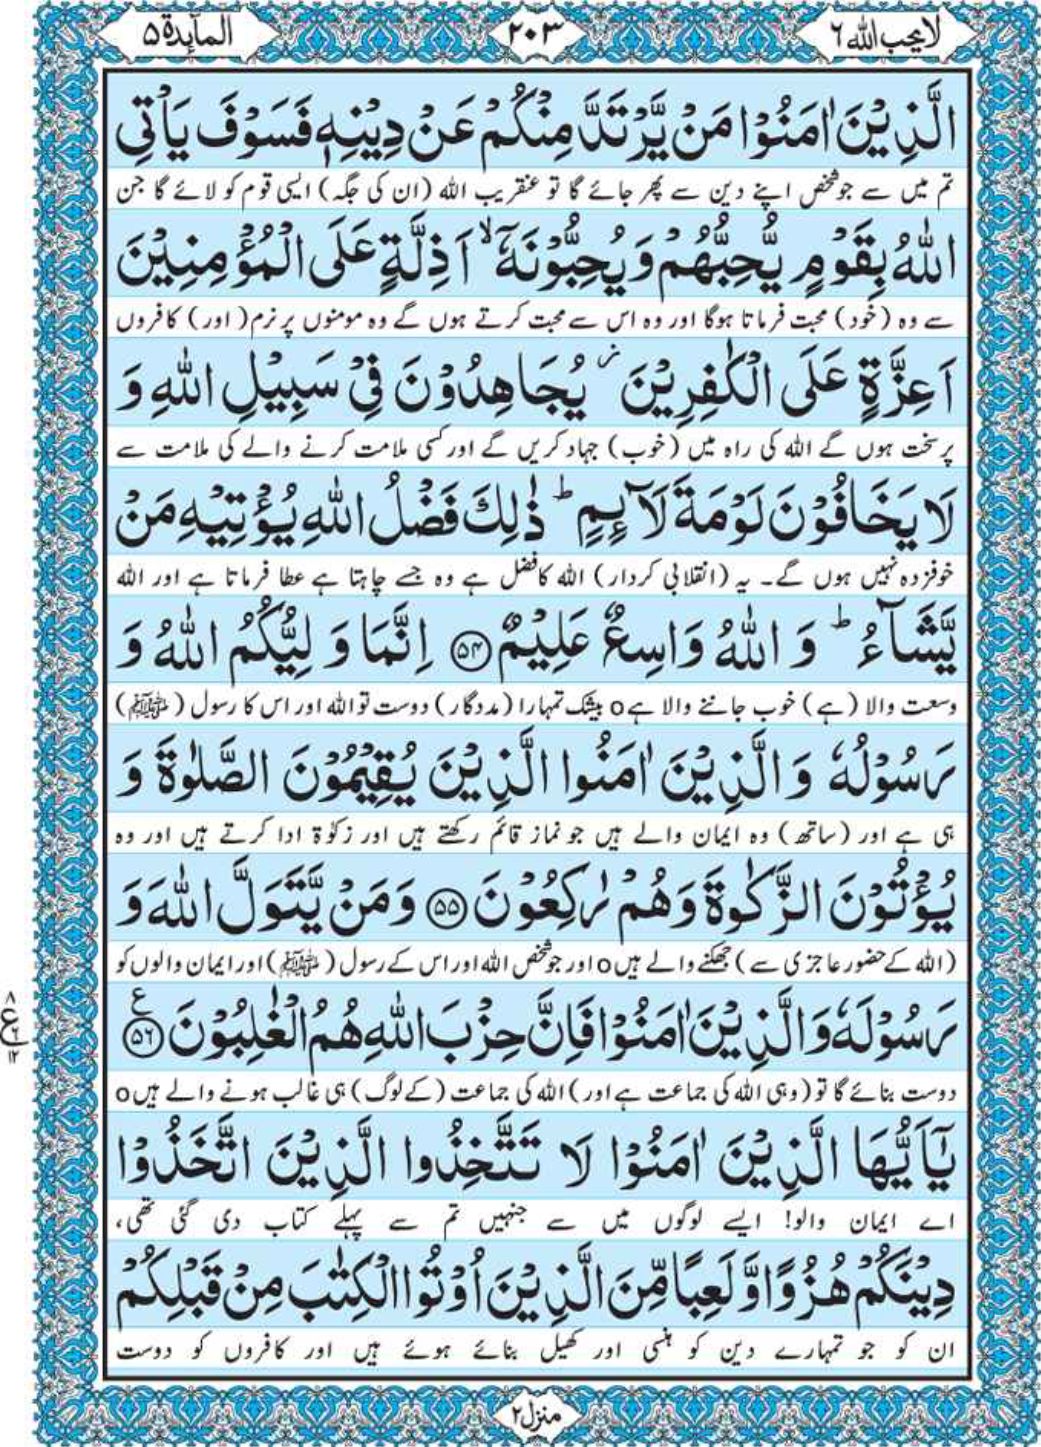 لا يحب الله ٦
٢٠٣
المآئدة ٥
الَّذِيْنَ اٰمَنُوْا مَنْ يَّرْتَدَّ مِنْكُمْ عَنْ دِيْنِهٖ فَسَوْفَ يَاْتِي
تم میں سے جو شخص اپنے دین سے پھر جائے گا تو عنقریب اللہ (ان کی جگہ) ایسی قوم کو لائے گا جن
اللّٰهُ بِقَوْمٍ يُّحِبُّهُمْ وَيُحِبُّوْنَهٗٓ ۙ اَذِلَّةٍ عَلَى الْمُؤْمِنِيْنَ
سے وہ (خود) محبت فرماتا ہوگا اور وہ اس سے محبت کرتے ہوں گے وہ مومنوں پر نرم (اور) کافروں
اَعِزَّةٍ عَلَى الْكٰفِرِيْنَ ۡ يُجَاهِدُوْنَ فِيْ سَبِيْلِ اللّٰهِ وَ
پر سخت ہوں گے اللہ کی راہ میں (خوب) جہاد کریں گے اور کسی ملامت کرنے والے کی ملامت سے
لَا يَخَافُوْنَ لَوْمَةَ لَآئِمٍ ؕ ذٰلِكَ فَضْلُ اللّٰهِ يُؤْتِيْهِ مَنْ
خوفزدہ نہیں ہوں گے۔ یہ (انقلابی کردار) اللہ کا فضل ہے وہ جسے چاہتا ہے عطا فرماتا ہے اور اللہ
يَّشَآءُ ؕ وَ اللّٰهُ وَاسِعٌ عَلِيْمٌ ﴿۵۴﴾ اِنَّمَا وَلِيُّكُمُ اللّٰهُ وَ
وسعت والا (ہے) خوب جاننے والا ہے o بیشک تمہارا (مددگار) دوست تو اللہ اور اس کا رسول (ﷺ)
رَسُوْلُهٗ وَ الَّذِيْنَ اٰمَنُوا الَّذِيْنَ يُقِيْمُوْنَ الصَّلٰوةَ وَ
ہی ہے اور (ساتھ) وہ ایمان والے ہیں جو نماز قائم رکھتے ہیں اور زکوٰۃ ادا کرتے ہیں اور وہ
يُؤْتُوْنَ الزَّكٰوةَ وَهُمْ رٰكِعُوْنَ ﴿۵۵﴾ وَمَنْ يَّتَوَلَّ اللّٰهَ وَ
(اللہ کے حضور عاجزی سے) جھکنے والے ہیں o اور جو شخص اللہ اور اس کے رسول (ﷺ) اور ایمان والوں کو
رَسُوْلَهٗ وَالَّذِيْنَ اٰمَنُوْا فَاِنَّ حِزْبَ اللّٰهِ هُمُ الْغٰلِبُوْنَ ﴿۵۶﴾ ع
٨ ع ٦ ١٢
دوست بنائے گا تو (وہی اللہ کی جماعت ہے اور) اللہ کی جماعت (کے لوگ) ہی غالب ہونے والے ہیں o
يٰٓاَيُّهَا الَّذِيْنَ اٰمَنُوْا لَا تَتَّخِذُوا الَّذِيْنَ اتَّخَذُوْا
اے ایمان والو! ایسے لوگوں میں سے جنہیں تم سے پہلے کتاب دی گئی تھی،
دِيْنَكُمْ هُزُوًا وَّ لَعِبًا مِّنَ الَّذِيْنَ اُوْتُوا الْكِتٰبَ مِنْ قَبْلِكُمْ
ان کو جو تمہارے دین کو ہنسی اور کھیل بنائے ہوئے ہیں اور کافروں کو دوست
منزل ٢